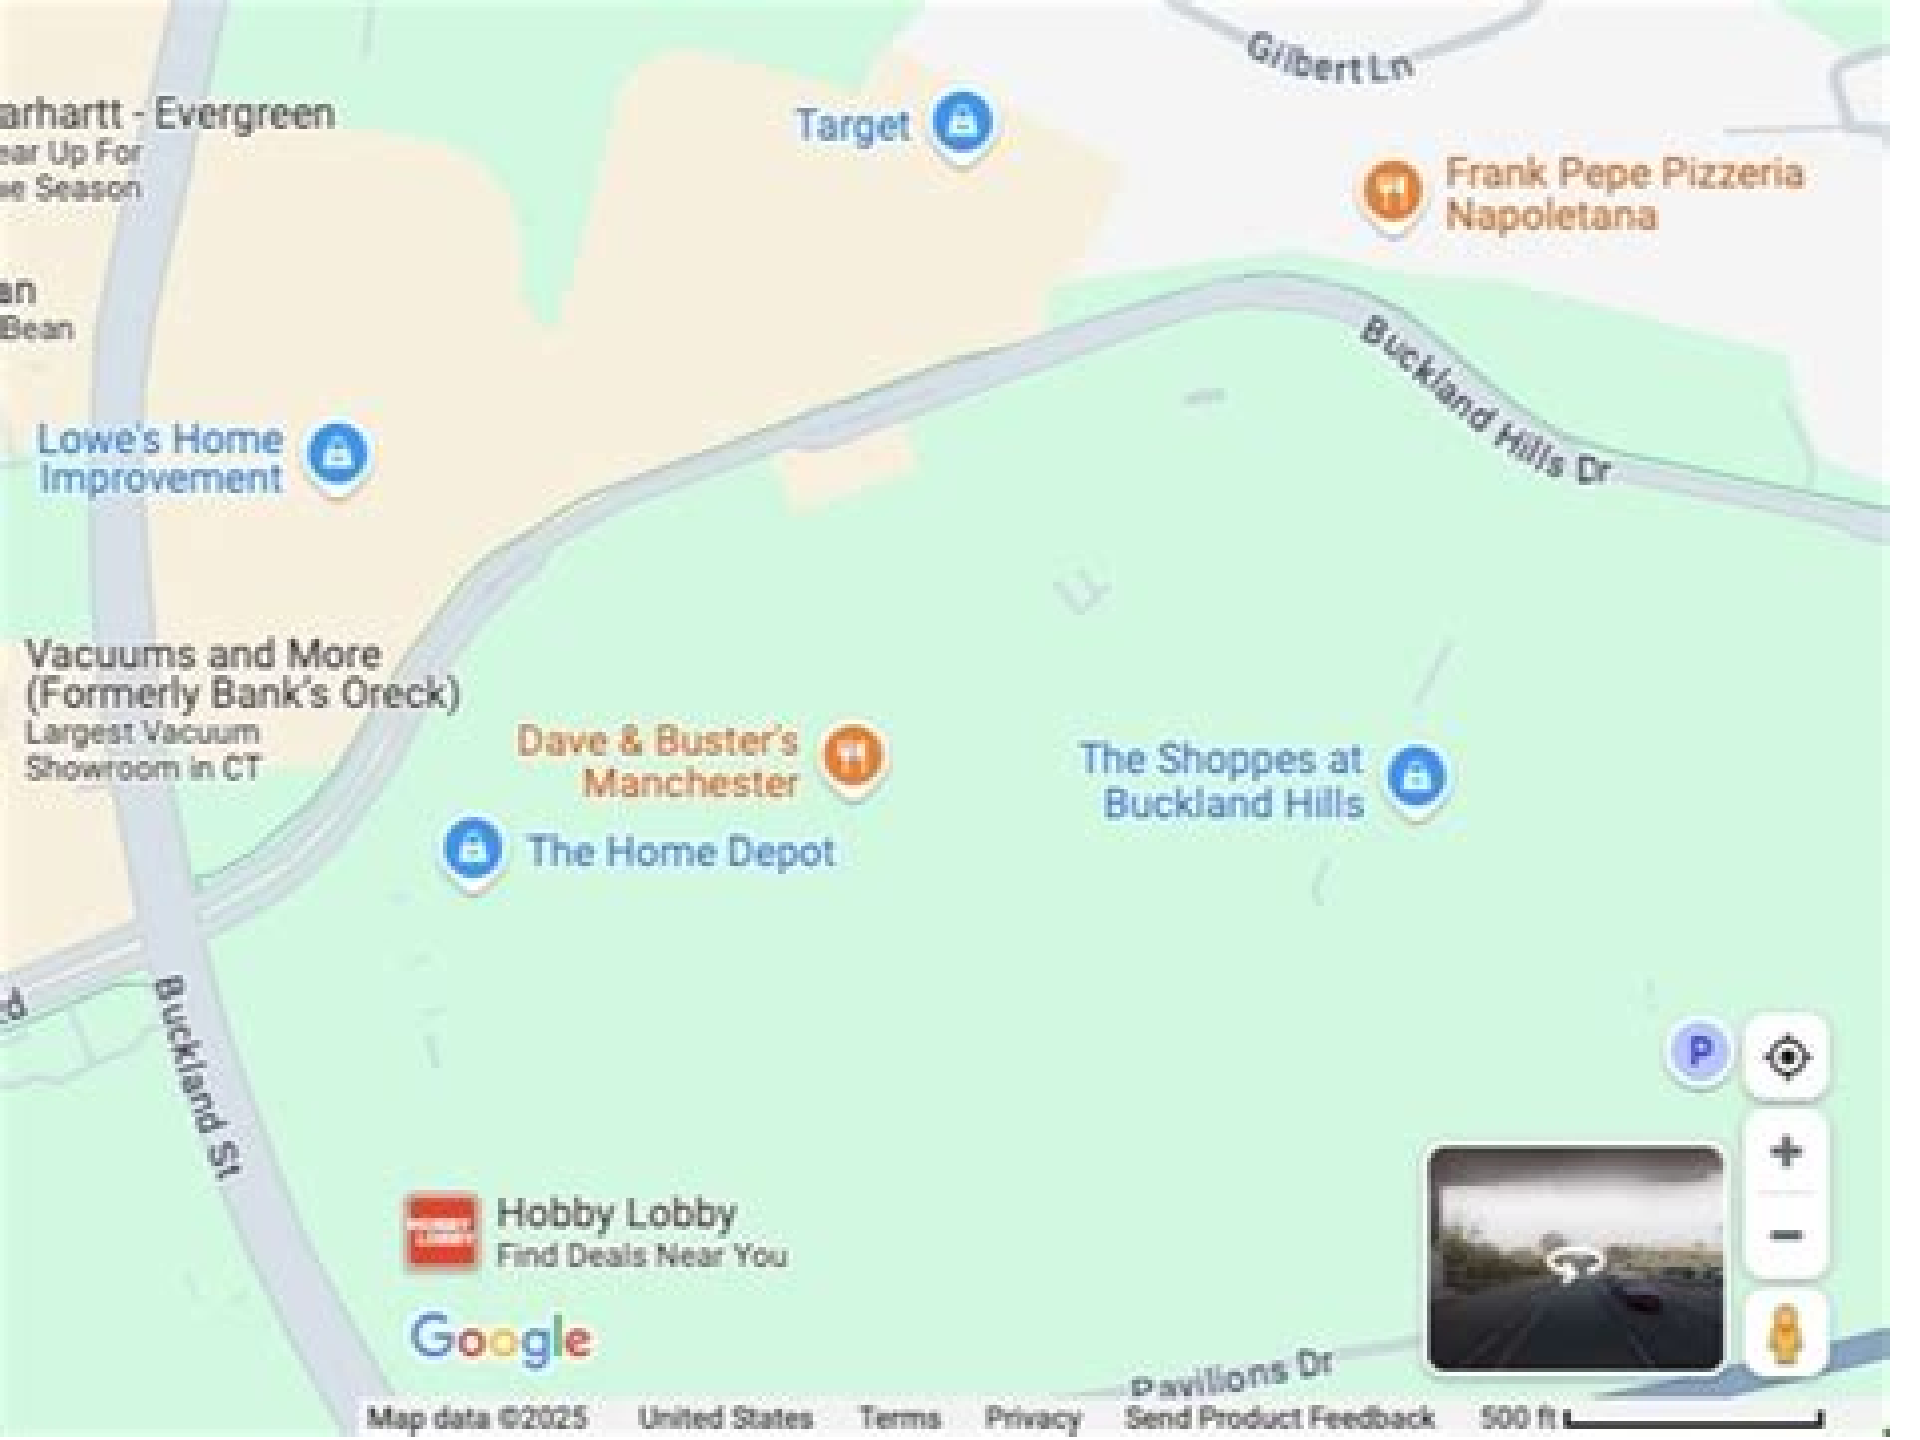 Gilbert Ln
arhartt - Evergreen
ear Up For
Season
Target
Frank Pepe Pizzeria
Napoletana
an
Bean
Buckland Hills Dr
Lowe's Home
Improvement
Vacuums and More
(Formerly Bank's Oreck)
Largest Vacuum
Showroom in CT
Dave & Buster's
Manchester
The Shoppes at
Buckland Hills
The Home Depot
Buckland St
P
Hobby Lobby
Find Deals Near You
Google
Pavilions Dr
Map data ©2025 United States Terms Privacy Send Product Feedback 500 ft